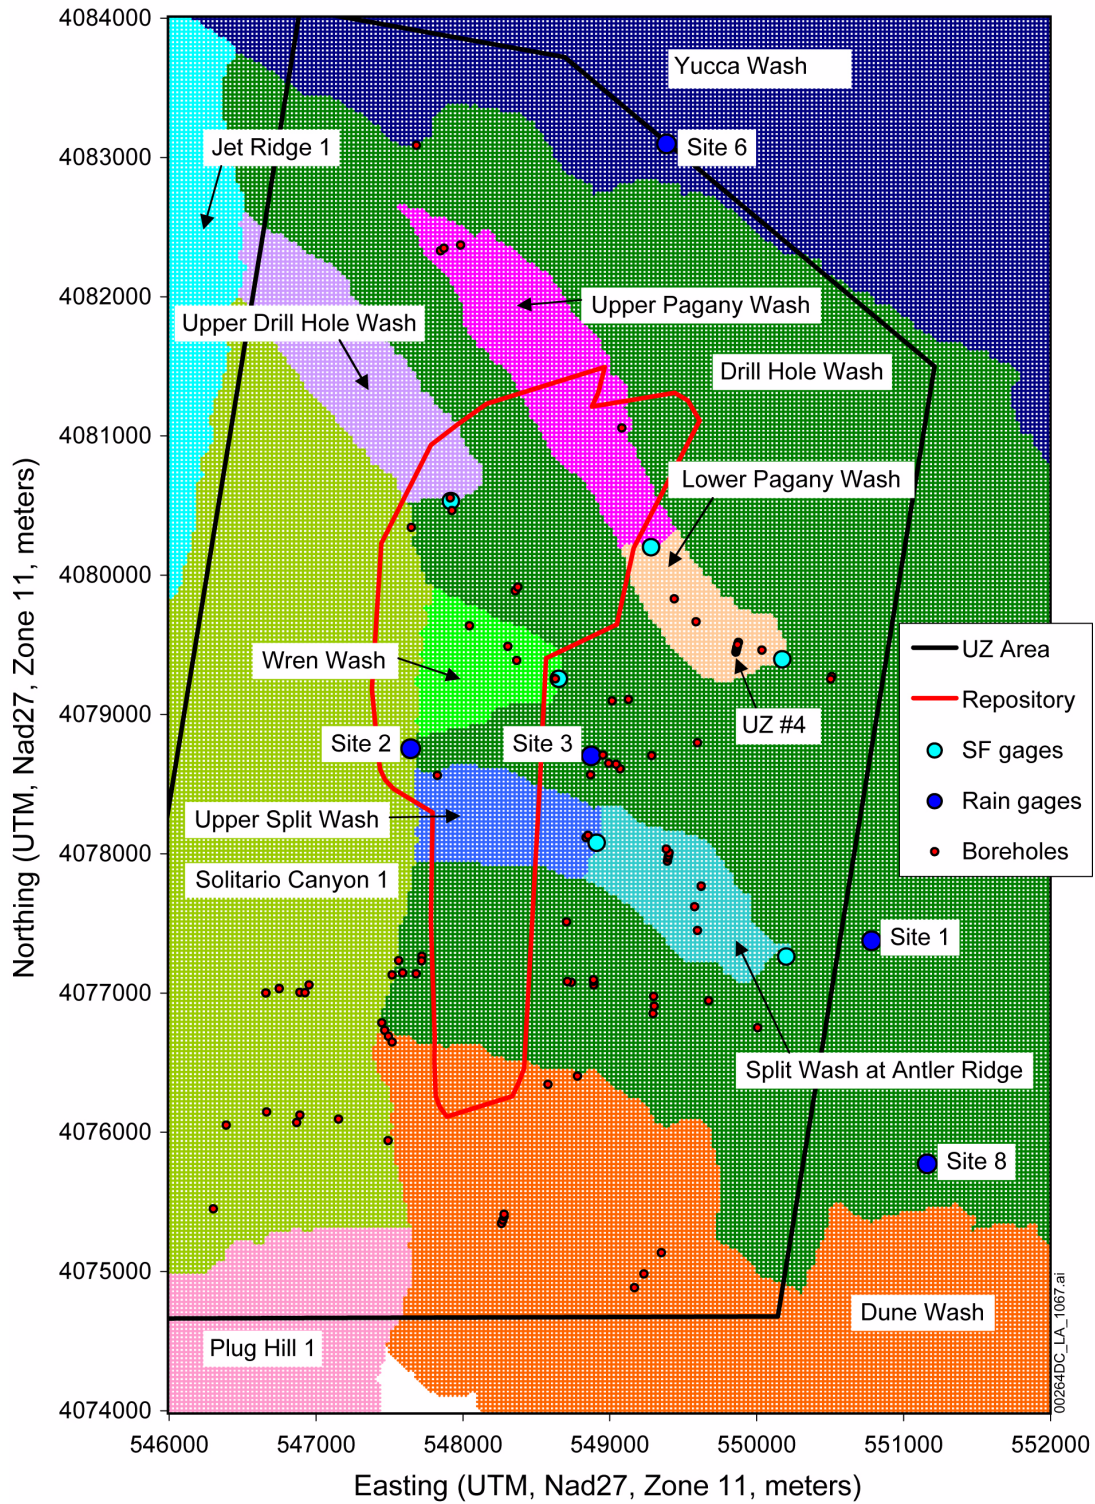 4084000
4083000
4082000
4081000
4080000
4079000
4078000
4077000
4076000
4075000
4074000
Northing (UTM, Nad27, Zone 11, meters)
Yucca Wash
Jet Ridge 1
Site 6
Upper Pagany Wash
Upper Drill Hole Wash
Drill Hole Wash
Lower Pagany Wash
UZ Area
Repository
SF gages
Rain gages
Boreholes
Wren Wash
UZ #4
Site 2
Site 3
Upper Split Wash
Solitario Canyon 1
Site 1
Split Wash at Antler Ridge
Site 8
Dune Wash
Plug Hill 1
00264DC_LA_1067.ai
546000
547000
548000
549000
550000
551000
552000
Easting (UTM, Nad27, Zone 11, meters)